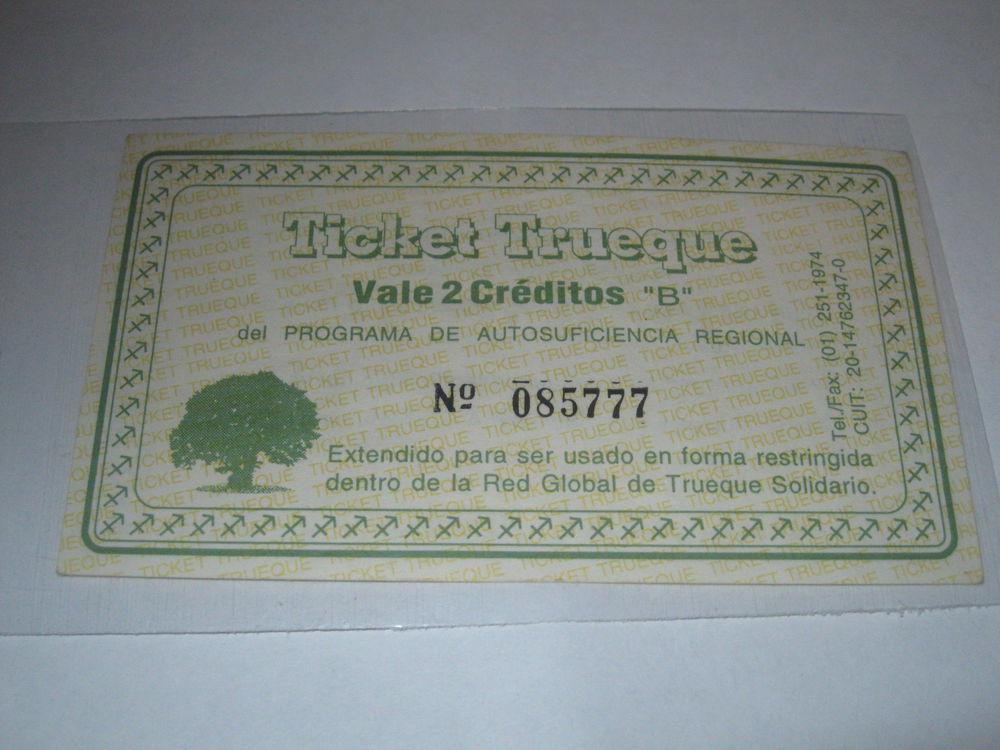 Ticket Trueque
Vale 2 Créditos "B"
del PROGRAMA DE AUTOSUFICIENCIA REGIONAL
Nº 085777
Extendido para ser usado en forma restringida
dentro de la Red Global de Trueque Solidario.
Tel./Fax: (01) 251-1974
CUIT: 20-14762347-0